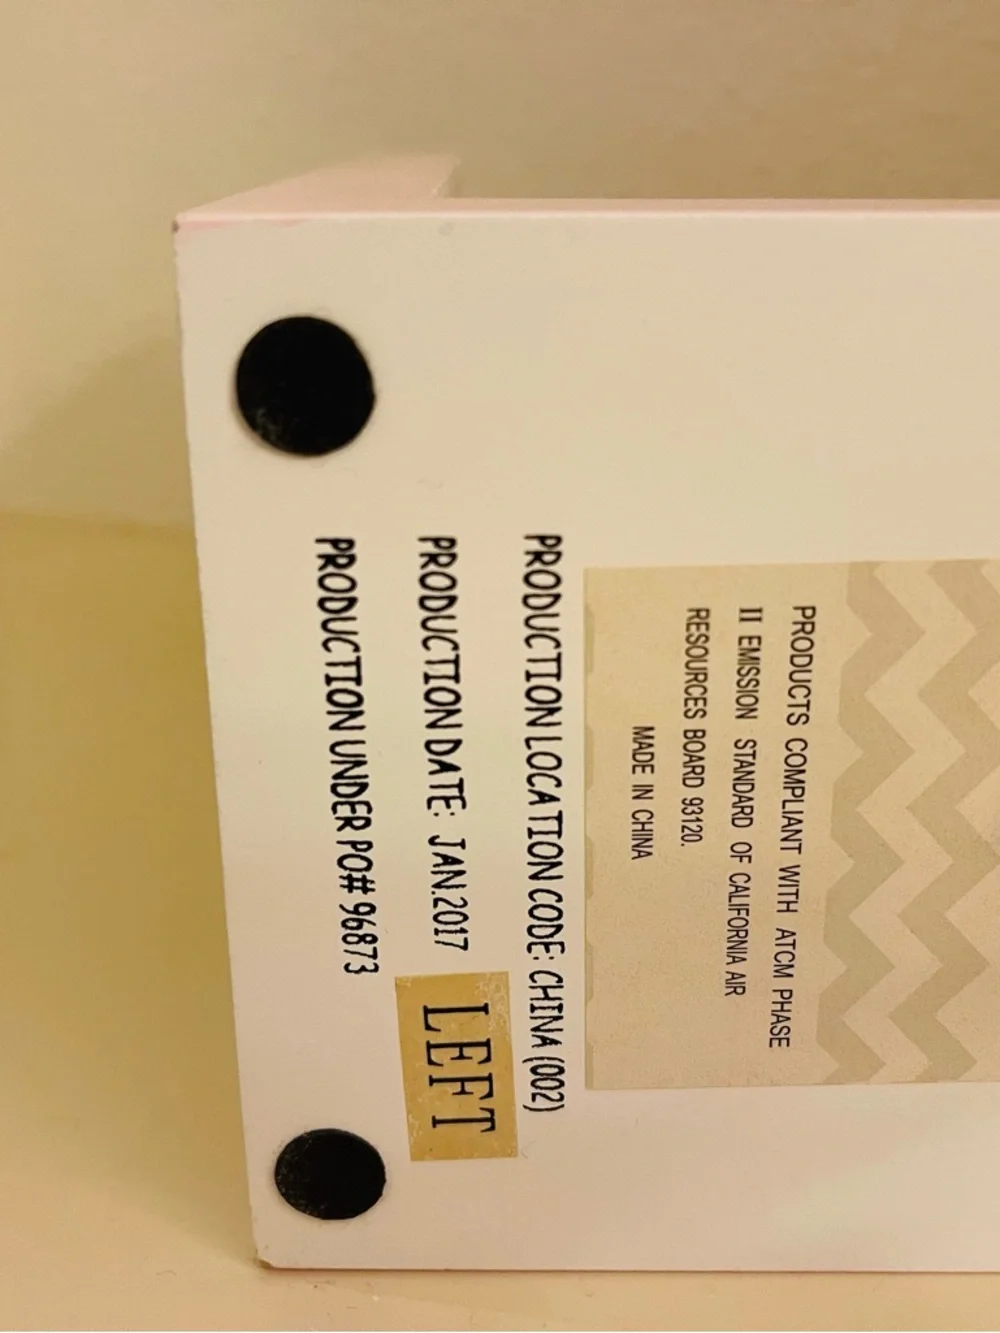 PRODUCTS COMPLIANT WITH ATCM PHASE
II EMISSION STANDARD OF CALIFORNIA AIR
RESOURCES BOARD 93120.
MADE IN CHINA
PRODUCTION LOCATION CODE: CHINA (002)
PRODUCTION DATE: JAN.2017
LEFT
PRODUCTION UNDER PO# 96873